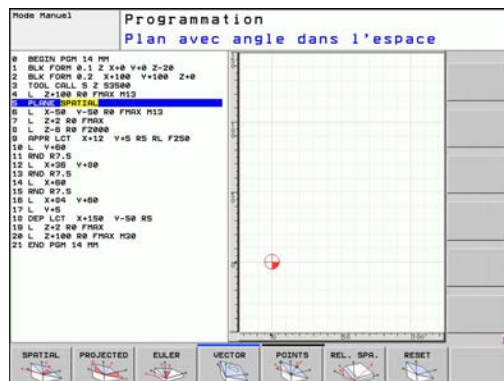 Mode Manuel
Programmation
Plan avec angle dans l'espace
0 BEGIN PGM 14 MM
1 BLK FORM 0.1 Z X+0 Y+0 Z-20
2 BLK FORM 0.2 X+100 Y+100 Z+0
3 TOOL CALL 5 Z S3500
4 L Z+100 R0 FMAX M13
5 PLANE SPATIAL
6 L X-50 Y-50 R0 FMAX M13
7 L Z+2 R0 FMAX
8 L Z-6 R0 F2000
9 APPR LCT X+12 Y+5 R5 RL F250
10 L Y+60
11 RND R7.5
12 L X+36 Y+80
13 RND R7.5
14 L X+60
15 RND R7.5
16 L X+84 Y+60
17 L Y+5
18 DEP LCT X+150 Y-50 R5
19 L Z+2 R0 FMAX
20 L Z+100 R0 FMAX M30
21 END PGM 14 MM
SPATIAL PROJECTED EULER VECTOR POINTS REL. SPA. RESET